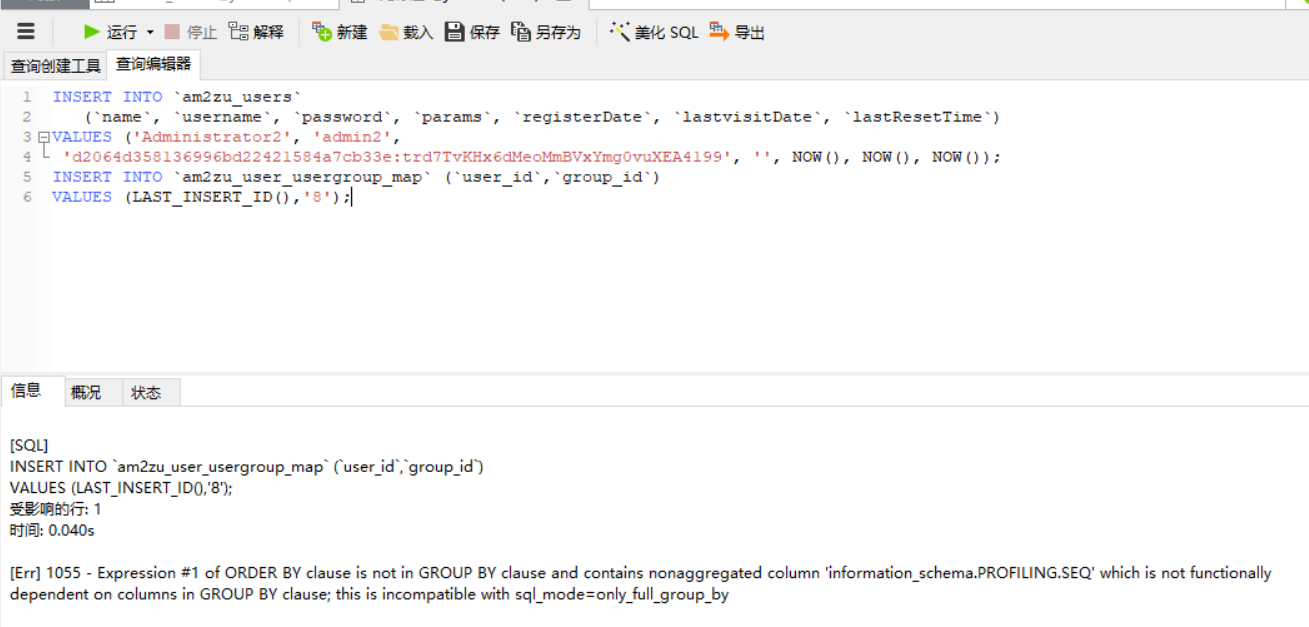 运行 停止 解释 新建 载入 保存 另存为 美化 SQL 导出
查询创建工具 查询编辑器
1 INSERT INTO `am2zu_users`
2 (`name`, `username`, `password`, `params`, `registerDate`, `lastvisitDate`, `lastResetTime`)
3 VALUES ('Administrator2', 'admin2',
4 'd2064d358136996bd22421584a7cb33e:trd7TvKHx6dMeoMmBVxYmg0vuXEA4199', '', NOW(), NOW(), NOW());
5 INSERT INTO `am2zu_user_usergroup_map` (`user_id`,`group_id`)
6 VALUES (LAST_INSERT_ID(),'8');
信息 概况 状态
[SQL]
INSERT INTO `am2zu_user_usergroup_map` (`user_id`,`group_id`)
VALUES (LAST_INSERT_ID(),'8');
受影响的行: 1
时间: 0.040s
[Err] 1055 - Expression #1 of ORDER BY clause is not in GROUP BY clause and contains nonaggregated column 'information_schema.PROFILING.SEQ' which is not functionally
dependent on columns in GROUP BY clause; this is incompatible with sql_mode=only_full_group_by